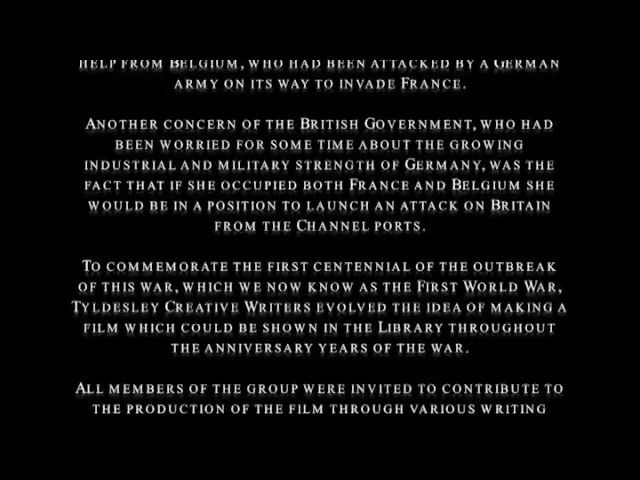 HELP FROM BELGIUM, WHO HAD BEEN ATTACKED BY A GERMAN
ARMY ON ITS WAY TO INVADE FRANCE.
ANOTHER CONCERN OF THE BRITISH GOVERNMENT, WHO HAD
BEEN WORRIED FOR SOME TIME ABOUT THE GROWING
INDUSTRIAL AND MILITARY STRENGTH OF GERMANY, WAS THE
FACT THAT IF SHE OCCUPIED BOTH FRANCE AND BELGIUM SHE
WOULD BE IN A POSITION TO LAUNCH AN ATTACK ON BRITAIN
FROM THE CHANNEL PORTS.
TO COMMEMORATE THE FIRST CENTENNIAL OF THE OUTBREAK
OF THIS WAR, WHICH WE NOW KNOW AS THE FIRST WORLD WAR,
TYLDESLEY CREATIVE WRITERS EVOLVED THE IDEA OF MAKING A
FILM WHICH COULD BE SHOWN IN THE LIBRARY THROUGHOUT
THE ANNIVERSARY YEARS OF THE WAR.
ALL MEMBERS OF THE GROUP WERE INVITED TO CONTRIBUTE TO
THE PRODUCTION OF THE FILM THROUGH VARIOUS WRITING